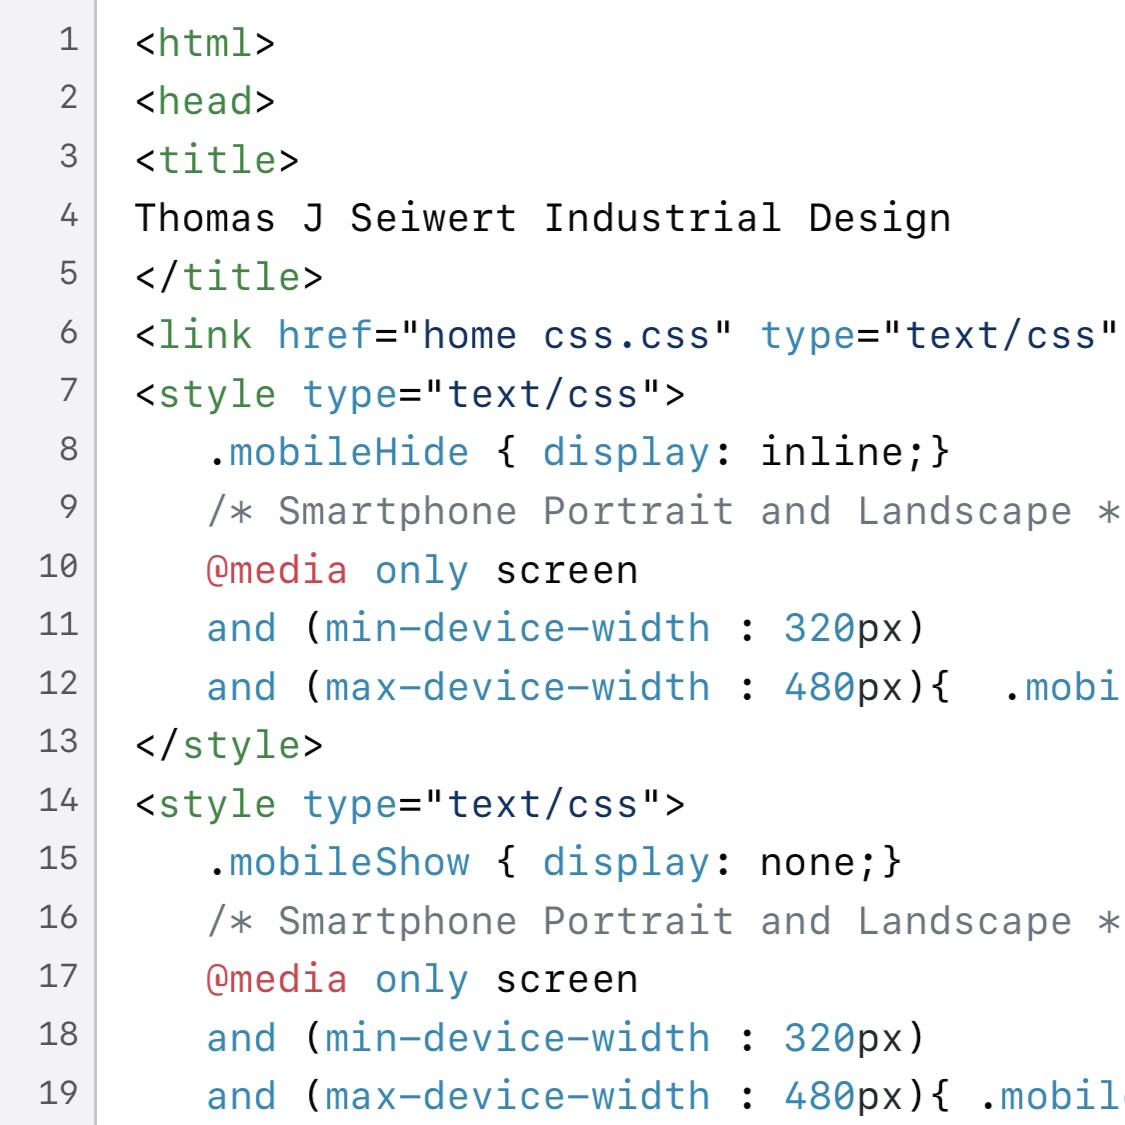 1 <html>
2 <head>
3 <title>
4 Thomas J Seiwert Industrial Design
5 </title>
6 <link href="home css.css" type="text/css"
7 <style type="text/css">
8 .mobileHide { display: inline;}
9 /* Smartphone Portrait and Landscape *
10 @media only screen
11 and (min-device-width : 320px)
12 and (max-device-width : 480px){ .mobi
13 </style>
14 <style type="text/css">
15 .mobileShow { display: none;}
16 /* Smartphone Portrait and Landscape *
17 @media only screen
18 and (min-device-width : 320px)
19 and (max-device-width : 480px){ .mobil